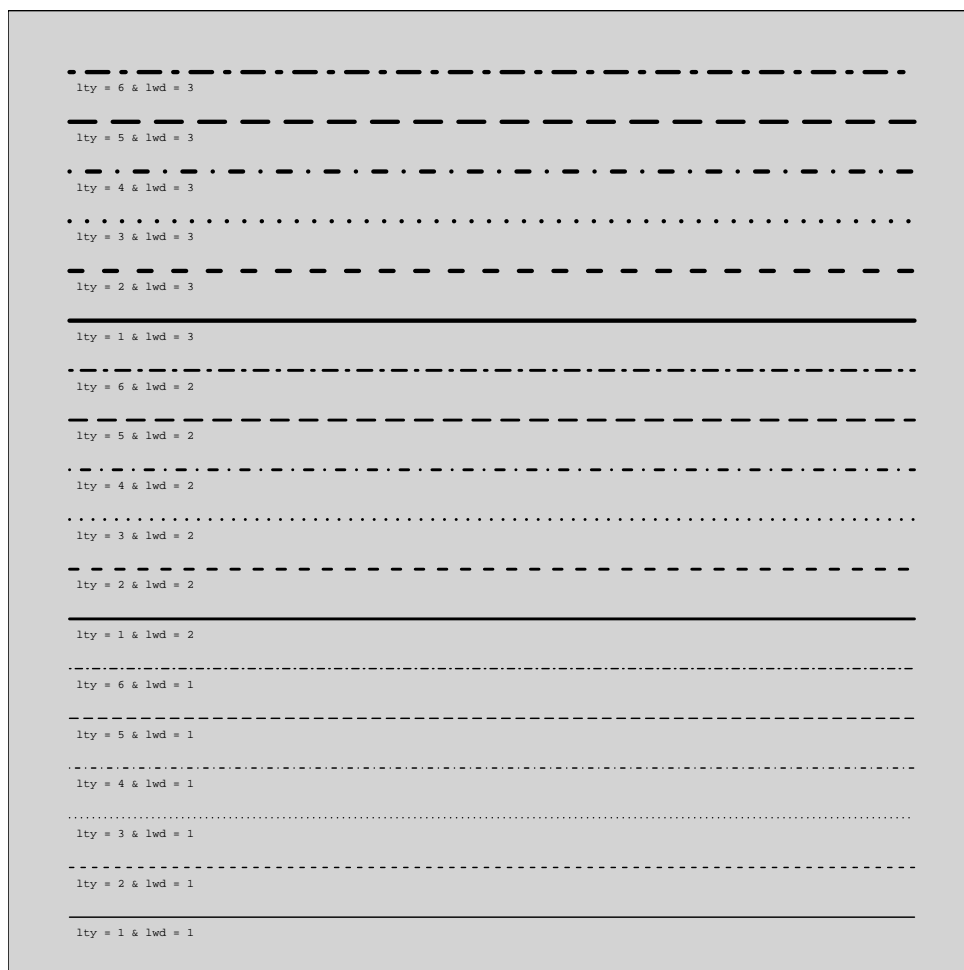 lty = 6 & lwd = 3
lty = 5 & lwd = 3
lty = 4 & lwd = 3
lty = 3 & lwd = 3
lty = 2 & lwd = 3
lty = 1 & lwd = 3
lty = 6 & lwd = 2
lty = 5 & lwd = 2
lty = 4 & lwd = 2
lty = 3 & lwd = 2
lty = 2 & lwd = 2
lty = 1 & lwd = 2
lty = 6 & lwd = 1
lty = 5 & lwd = 1
lty = 4 & lwd = 1
lty = 3 & lwd = 1
lty = 2 & lwd = 1
lty = 1 & lwd = 1